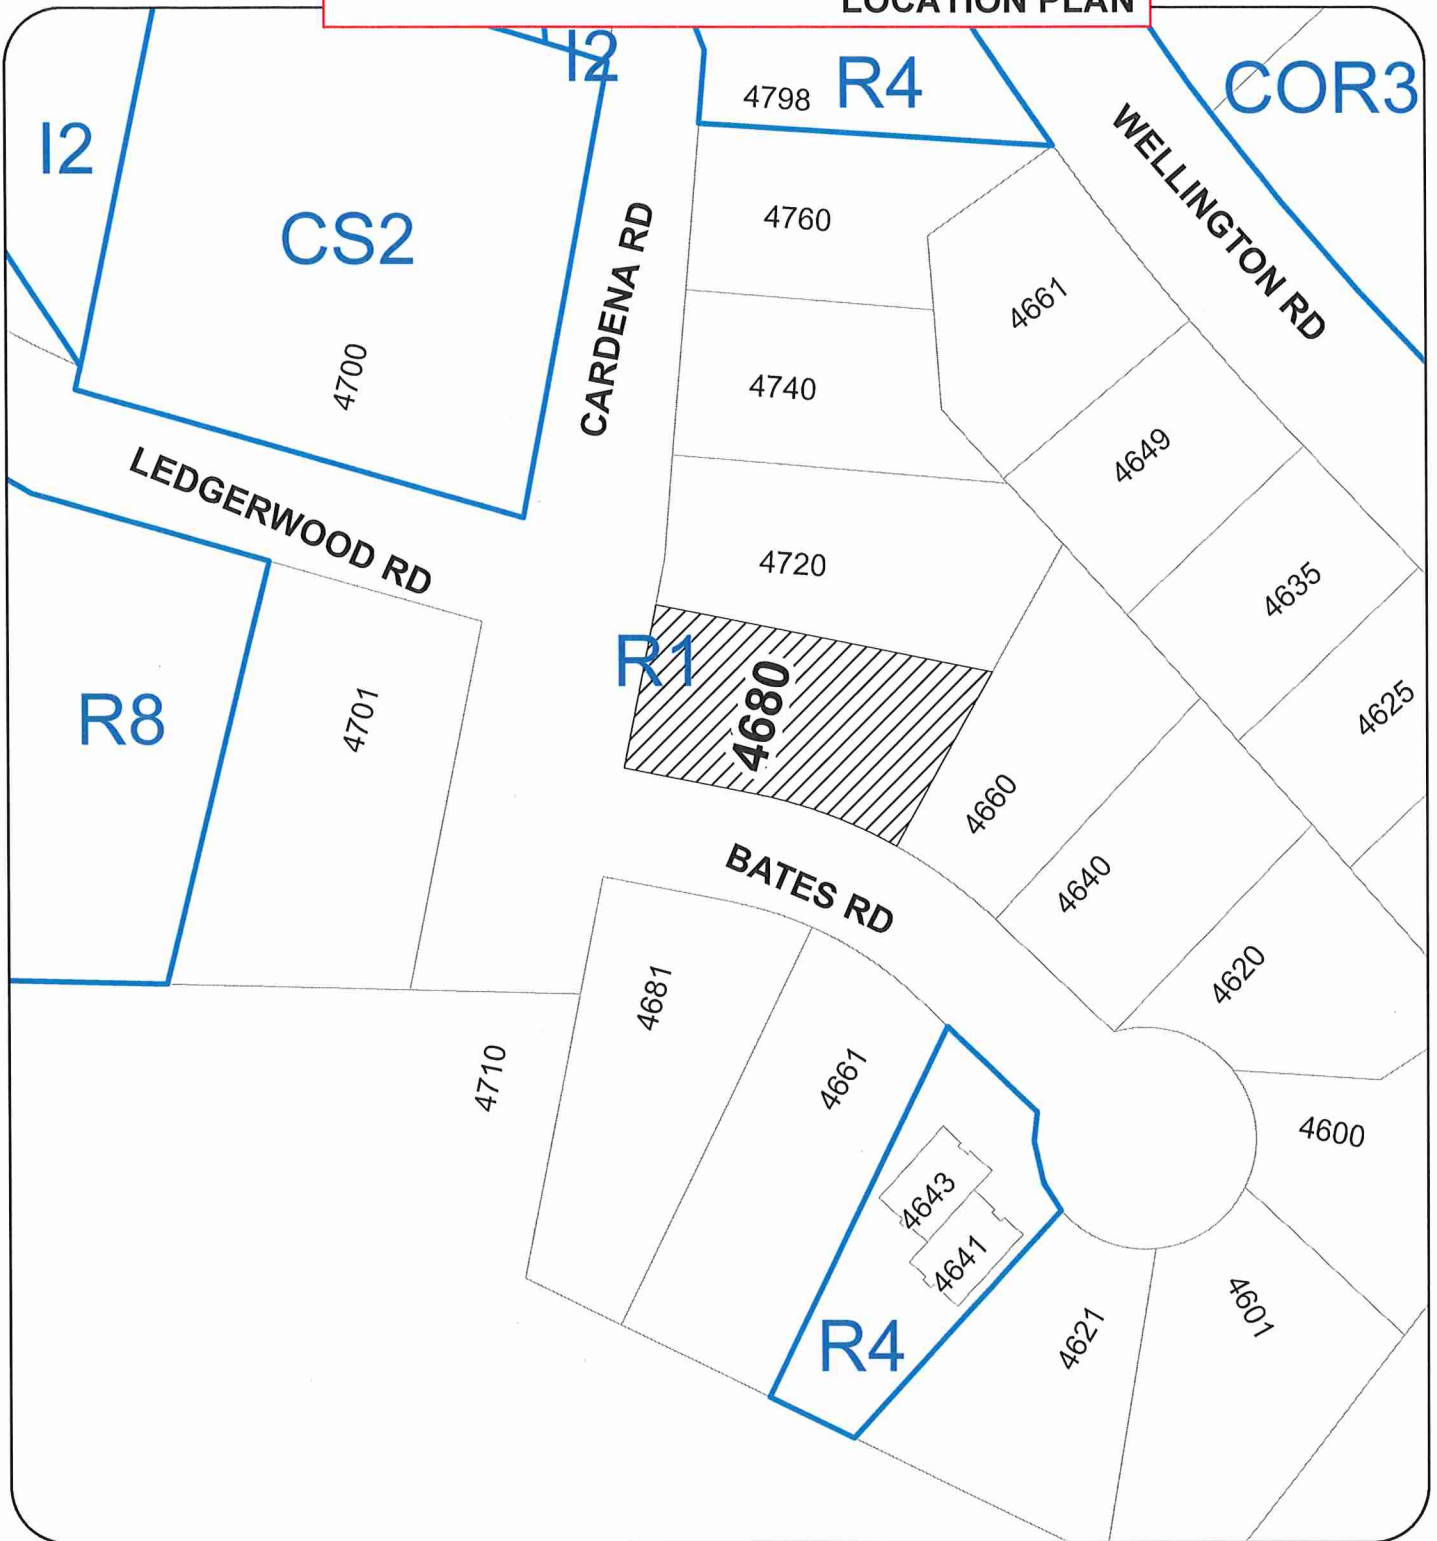 LOCATION PLAN
I2
R4
COR3
4798
I2
WELLINGTON RD
CS2
4760
CARDENA RD
4661
4700
4740
4649
LEDGERWOOD RD
4720
4635
R1
4680
R8
4701
4625
4660
BATES RD
4640
4620
4681
4710
4661
4600
4643
4641
R4
4621
4601